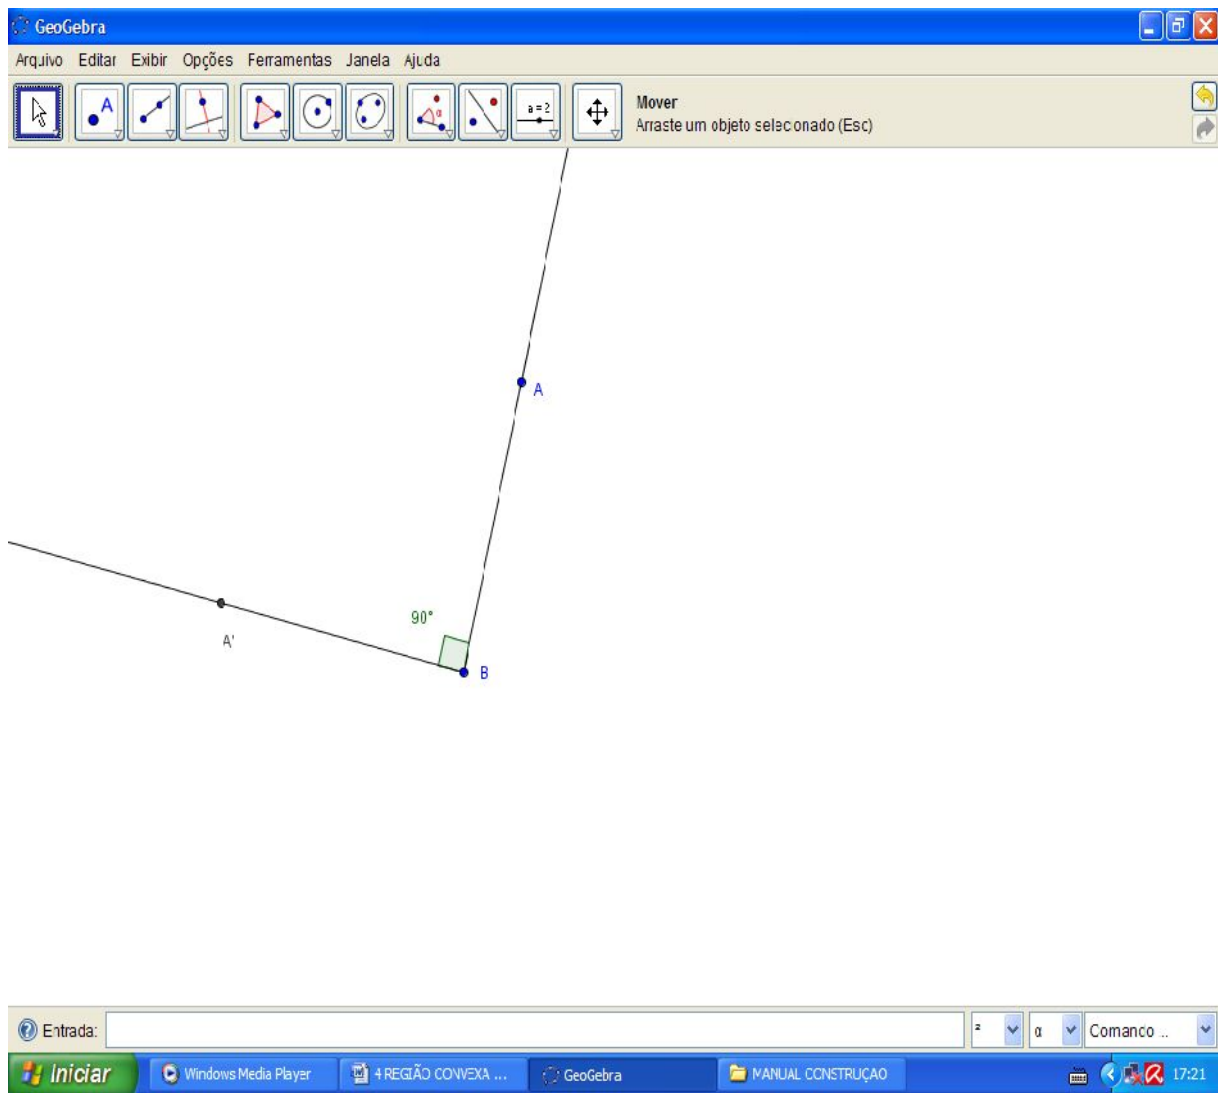 GeoGebra
Arquivo Editar Exibir Opções Ferramentas Janela Ajuda
A α a = 2 Mover
Arraste um objeto selecionado (Esc)
A
90°
A'
B
Entrada: ² α Comando ...
Iniciar Windows Media Player 4 REGIÃO CONVEXA ... GeoGebra MANUAL CONSTRUÇAO 17:21